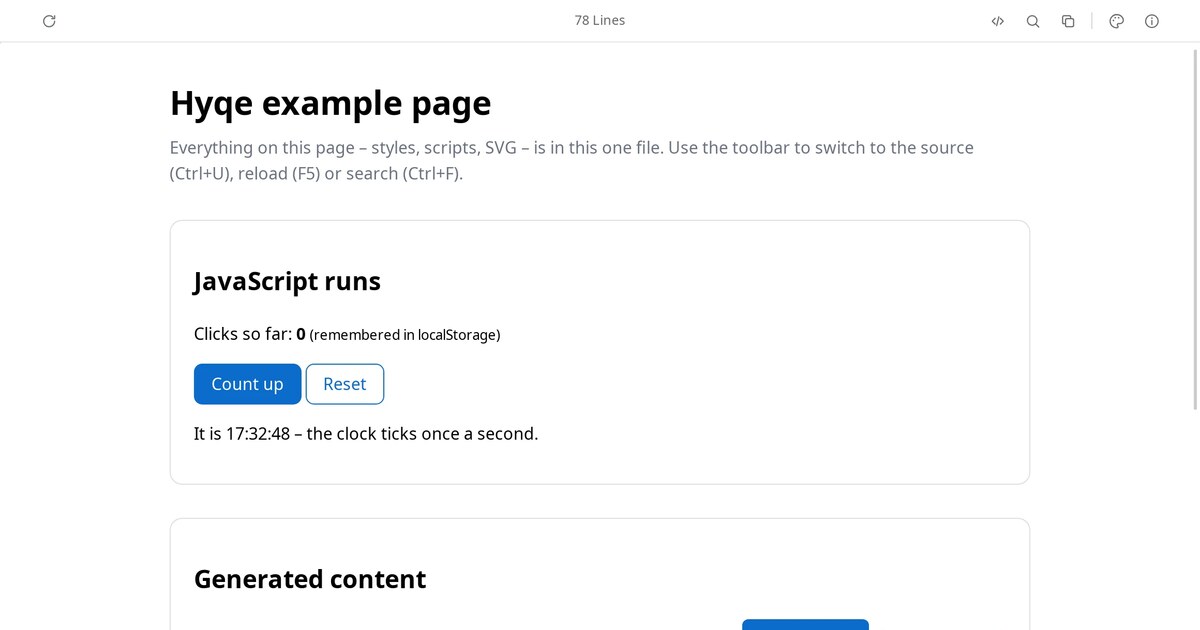 78 Lines
Hyqe example page
Everything on this page – styles, scripts, SVG – is in this one file. Use the toolbar to switch to the source
(Ctrl+U), reload (F5) or search (Ctrl+F).
JavaScript runs
Clicks so far: 0 (remembered in localStorage)
Count up Reset
It is 17:32:48 – the clock ticks once a second.
Generated content